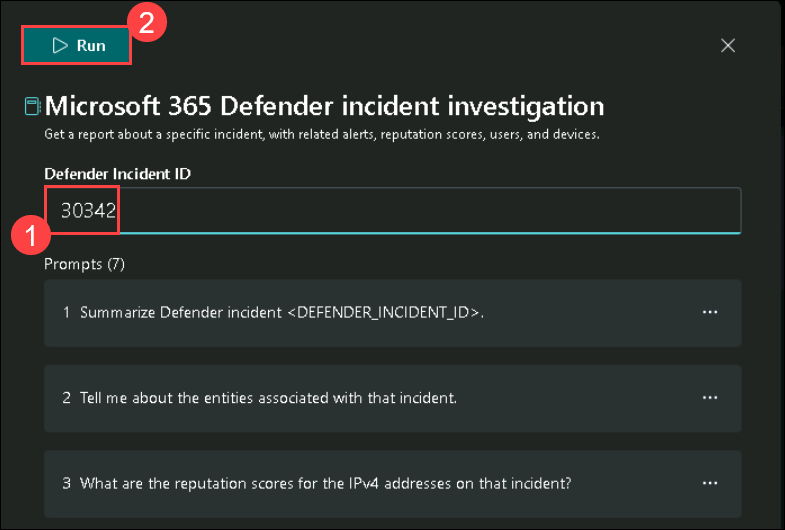 2
Run
Microsoft 365 Defender incident investigation
Get a report about a specific incident, with related alerts, reputation scores, users, and devices.
Defender Incident ID
30342
1
Prompts (7)
1 Summarize Defender incident <DEFENDER_INCIDENT_ID>.
2 Tell me about the entities associated with that incident.
3 What are the reputation scores for the IPv4 addresses on that incident?